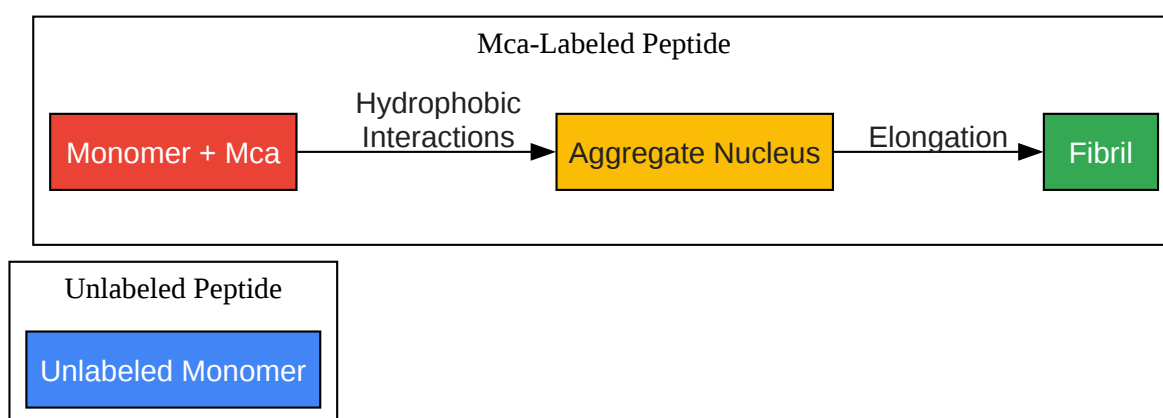 Mca-Labeled Peptide
Monomer + Mca
Hydrophobic
Interactions
Aggregate Nucleus
Elongation
Fibril
Unlabeled Peptide
Unlabeled Monomer